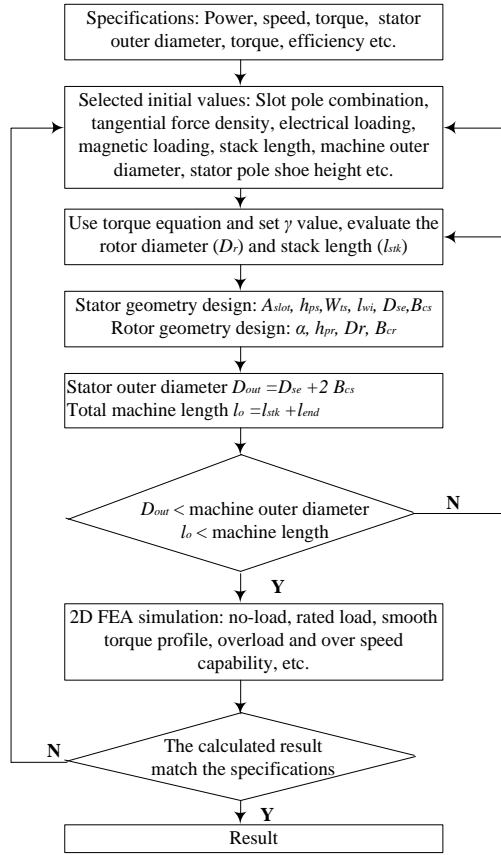 Specifications: Power, speed, torque, stator
outer diameter, torque, efficiency etc.
Selected initial values: Slot pole combination,
tangential force density, electrical loading,
magnetic loading, stack length, machine outer
diameter, stator pole shoe height etc.
Use torque equation and set γ value, evaluate the
rotor diameter (Dr) and stack length (lstk)
Stator geometry design: Aslot, hps, Wts, lwi, Dse,Bcs
Rotor geometry design: α, hpr, Dr, Bcr
Stator outer diameter Dout =Dse +2 Bcs
Total machine length lo =lstk +lend
Dout < machine outer diameter
lo < machine length
N
Y
2D FEA simulation: no-load, rated load, smooth
torque profile, overload and over speed
capability, etc.
N
The calculated result
match the specifications
Y
Result